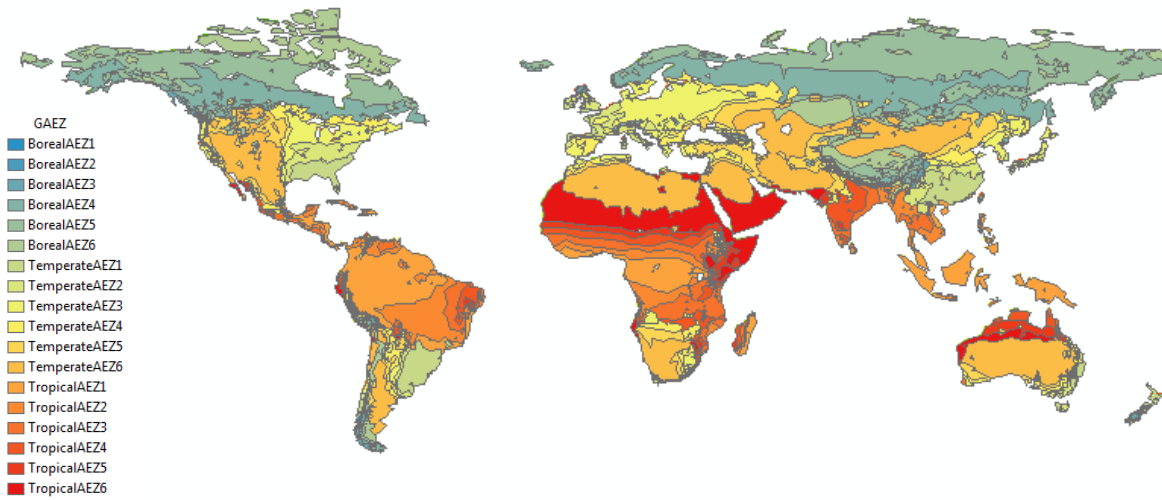 GAEZ
BorealAEZ1
BorealAEZ2
BorealAEZ3
BorealAEZ4
BorealAEZ5
BorealAEZ6
TemperateAEZ1
TemperateAEZ2
TemperateAEZ3
TemperateAEZ4
TemperateAEZ5
TemperateAEZ6
TropicalAEZ1
TropicalAEZ2
TropicalAEZ3
TropicalAEZ4
TropicalAEZ5
TropicalAEZ6